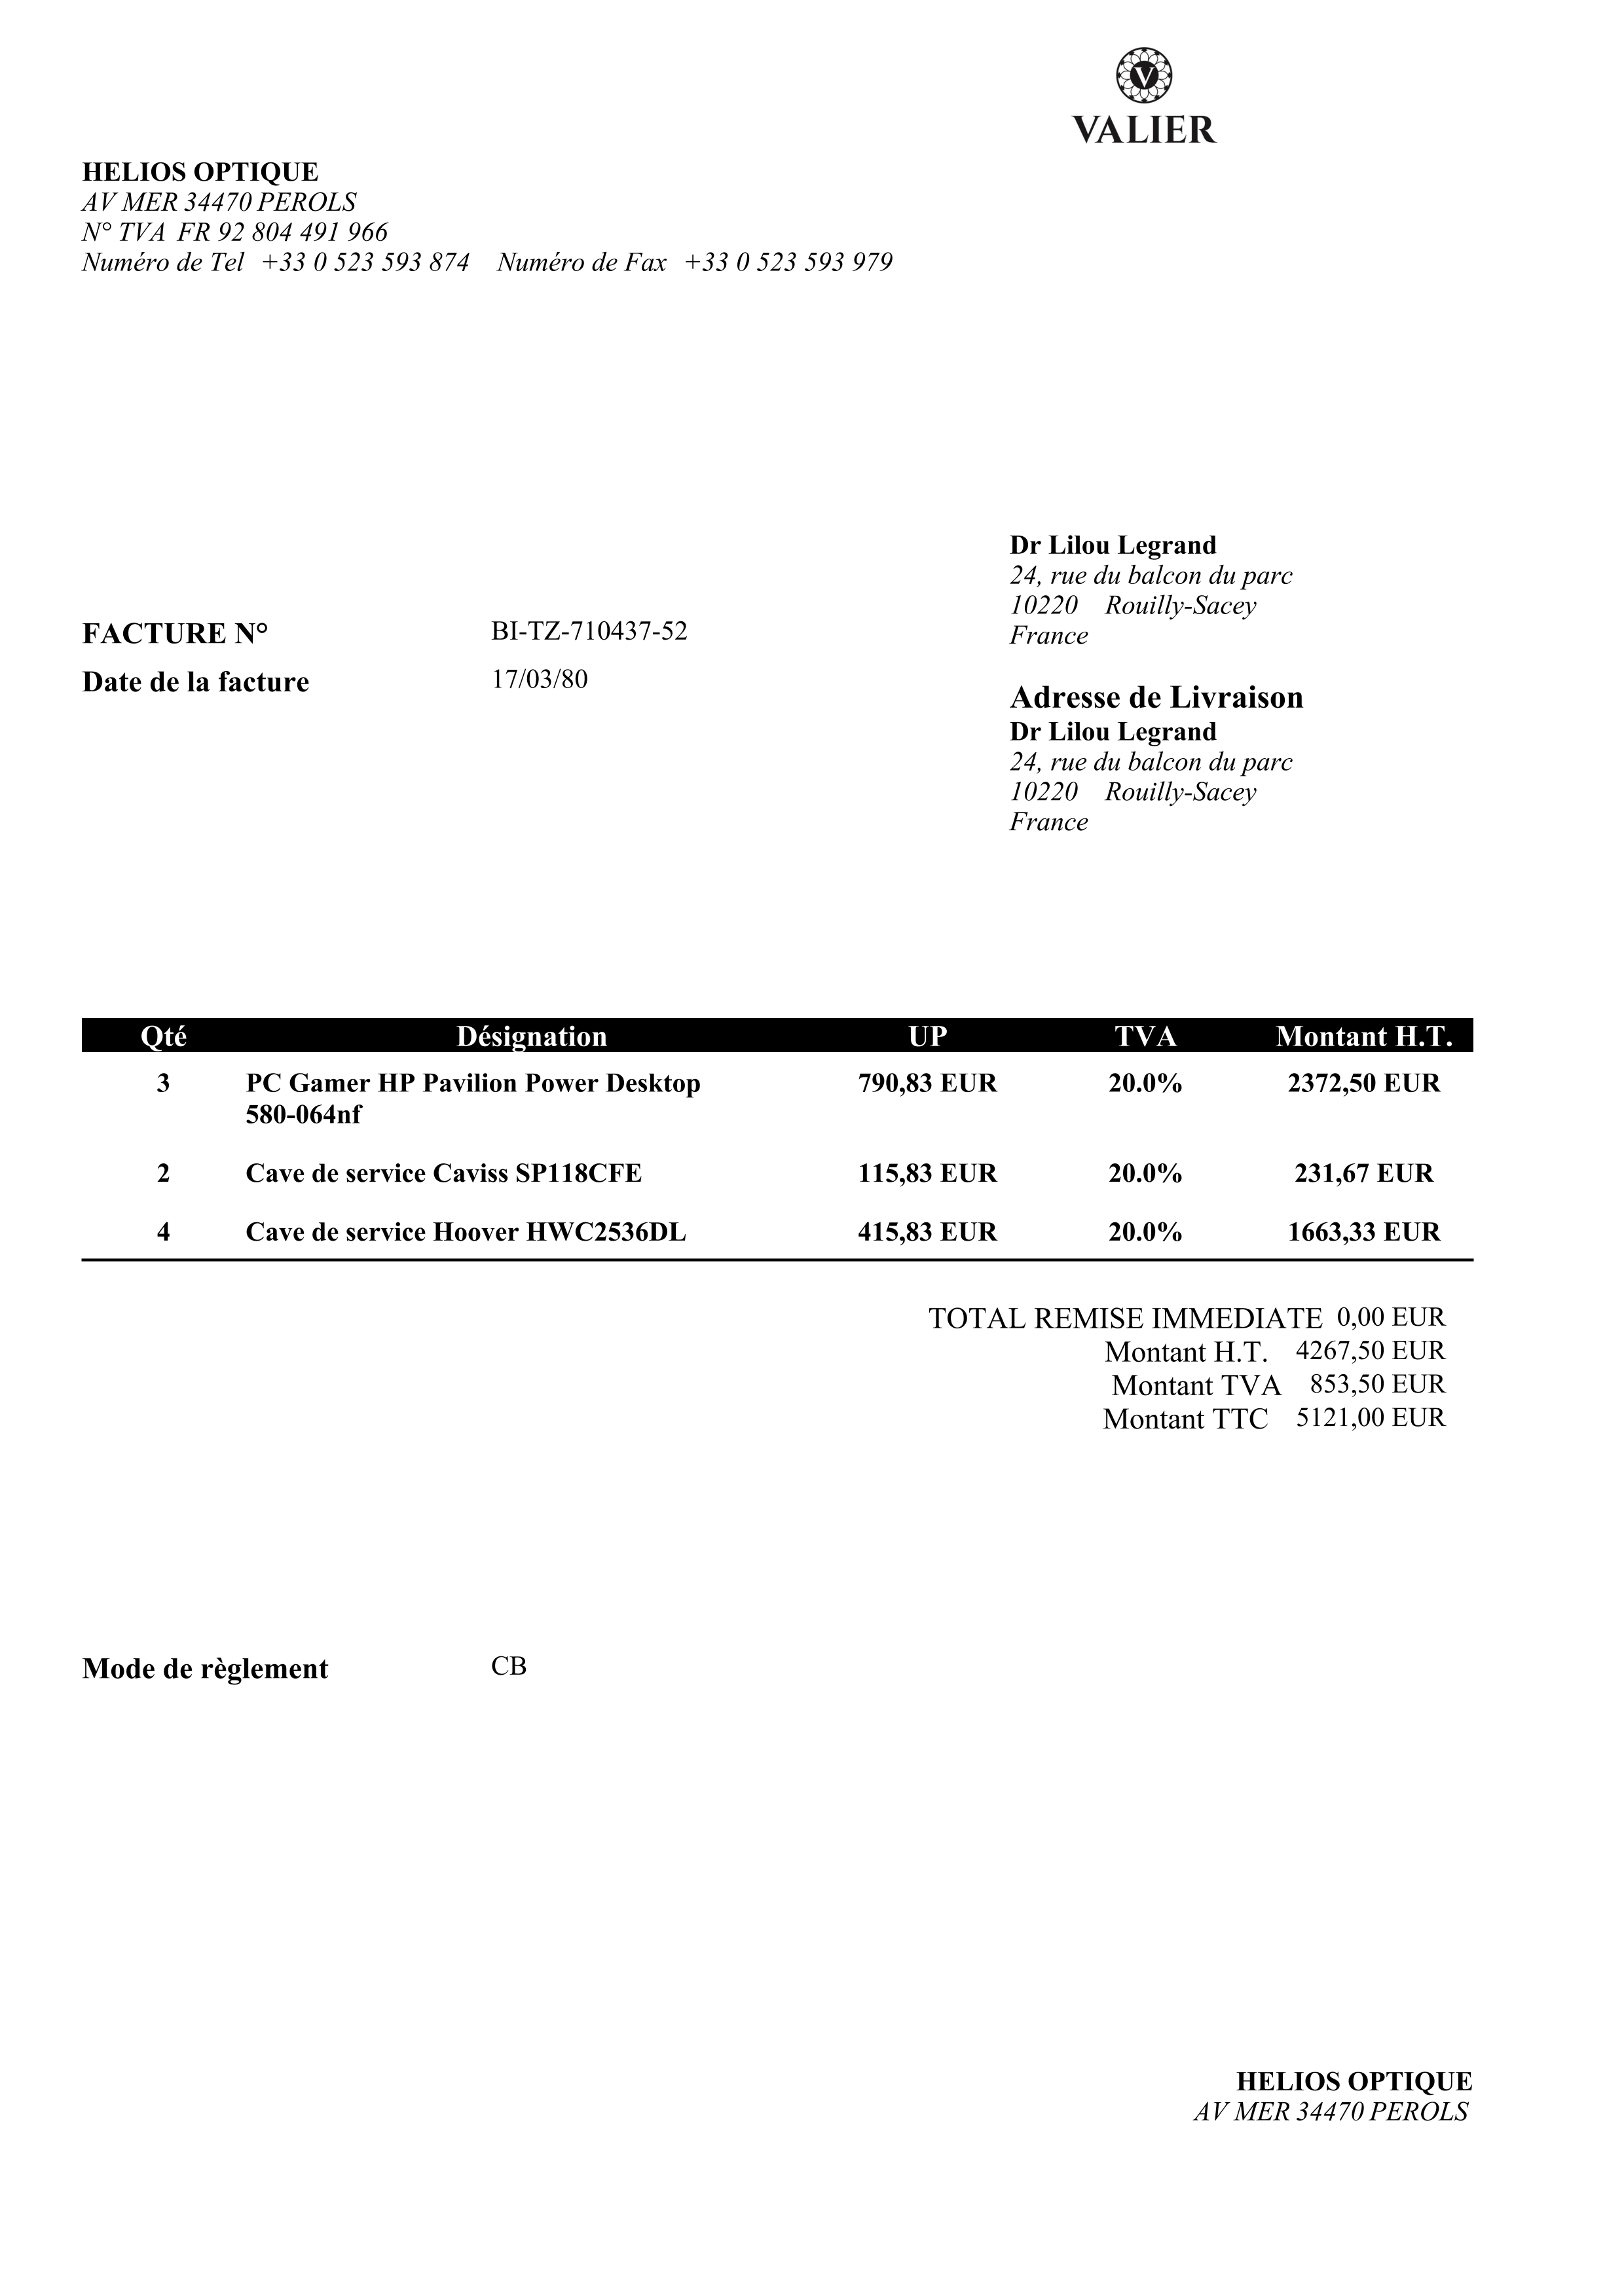 V
VALIER
HELIOS OPTIQUE
AV MER 34470 PEROLS
N° TVA FR 92 804 491 966
Numéro de Tel +33 0 523 593 874 Numéro de Fax +33 0 523 593 979
Dr Lilou Legrand
24, rue du balcon du parc
10220 Rouilly-Sacey
France
FACTURE N° BI-TZ-710437-52
Date de la facture 17/03/80
Adresse de Livraison
Dr Lilou Legrand
24, rue du balcon du parc
10220 Rouilly-Sacey
France
Qté Désignation UP TVA Montant H.T.
3 PC Gamer HP Pavilion Power Desktop 790,83 EUR 20.0% 2372,50 EUR
580-064nf
2 Cave de service Caviss SP118CFE 115,83 EUR 20.0% 231,67 EUR
4 Cave de service Hoover HWC2536DL 415,83 EUR 20.0% 1663,33 EUR
TOTAL REMISE IMMEDIATE 0,00 EUR
Montant H.T. 4267,50 EUR
Montant TVA 853,50 EUR
Montant TTC 5121,00 EUR
Mode de règlement CB
HELIOS OPTIQUE
AV MER 34470 PEROLS